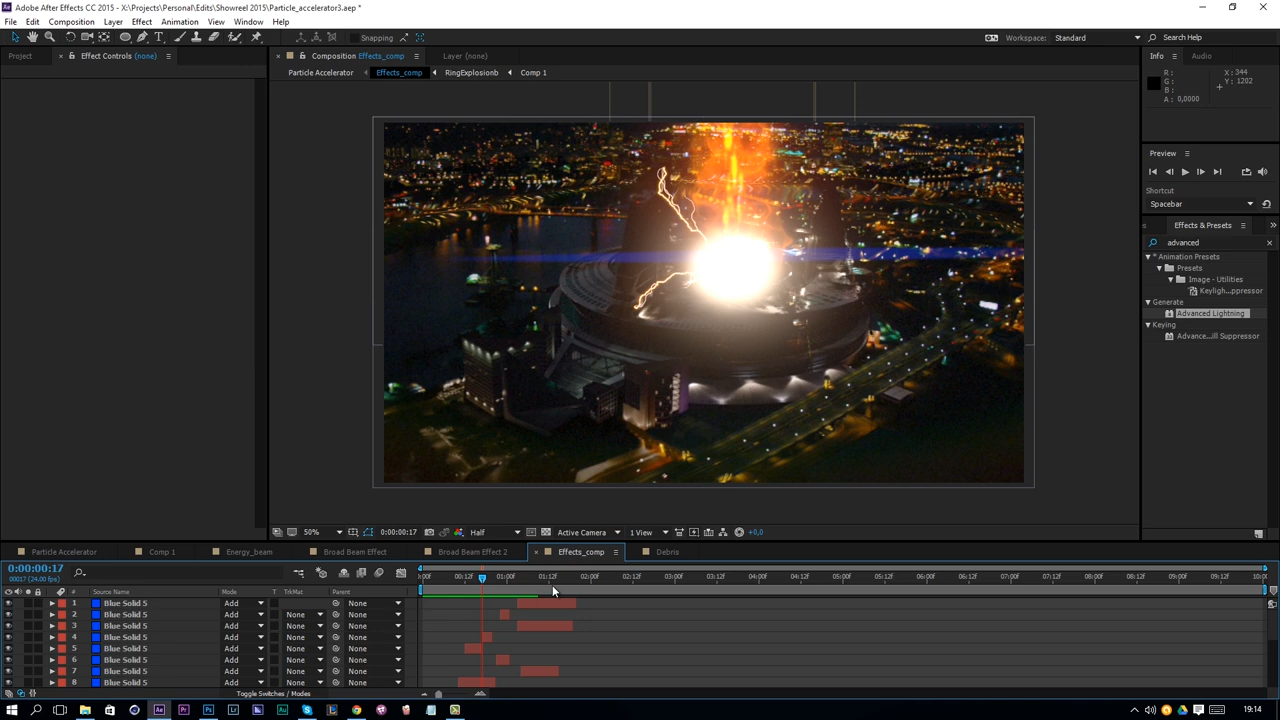 Adobe After Effects CC 2015 - X:\Projects\Personal\Edits\Showreel 2015\Particle_accelerator3.aep *
File Edit Composition Layer Effect Animation View Window Help
Snapping Workspace: Standard Search Help
Project Effect Controls (none) Composition Effects_comp Layer (none) Info Audio
Particle Accelerator Effects_comp RingExplosionb Comp 1
R: X: 344
G: Y: 1202
B:
A: 0,0000
Preview
Shortcut
Spacebar
Effects & Presets
advanced
* Animation Presets
Presets
Image - Utilities
Keyligh...ppressor
Generate
Advanced Lightning
Keying
Advance...ill Suppressor
50% 0:00:00:17 Half Active Camera 1 View +0,0
Particle Accelerator Comp 1 Energy_beam Broad Beam Effect Broad Beam Effect 2 Effects_comp Debris
0:00:00:17
00017 (24.00 fps)
00f 00:12f 01:00f 01:12f 02:00f 02:12f 03:00f 03:12f 04:00f 04:12f 05:00f 05:12f 06:00f 06:12f 07:00f 07:12f 08:00f 08:12f 09:00f 09:12f 10:0
# Source Name Mode T TrkMat Parent
1 Blue Solid 5 Add None
2 Blue Solid 5 Add None None
3 Blue Solid 5 Add None None
4 Blue Solid 5 Add None None
5 Blue Solid 5 Add None None
6 Blue Solid 5 Add None None
7 Blue Solid 5 Add None None
8 Blue Solid 5 Add None None
Toggle Switches / Modes
Ae Pr Ps Lr Au 19:14